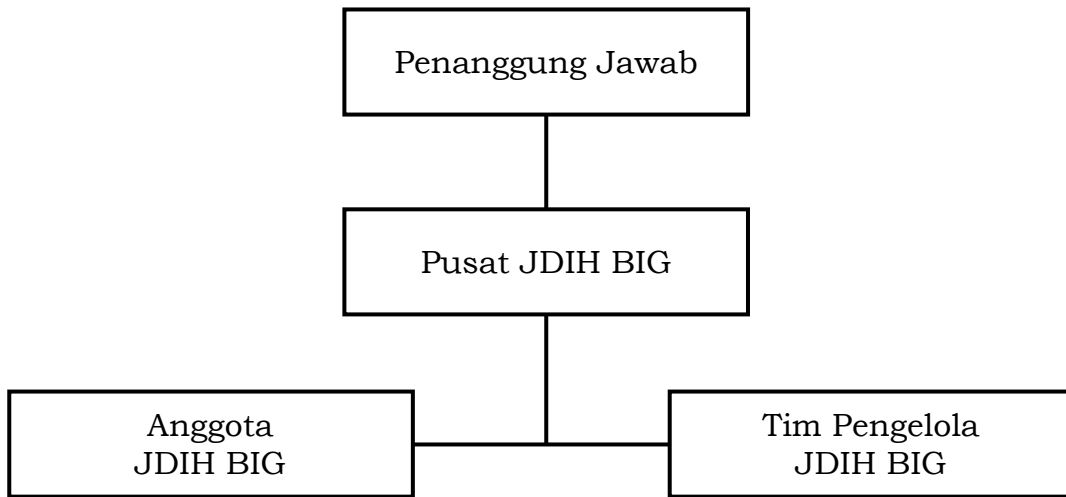 Penanggung Jawab
Pusat JDIH BIG
Anggota
JDIH BIG
Tim Pengelola
JDIH BIG